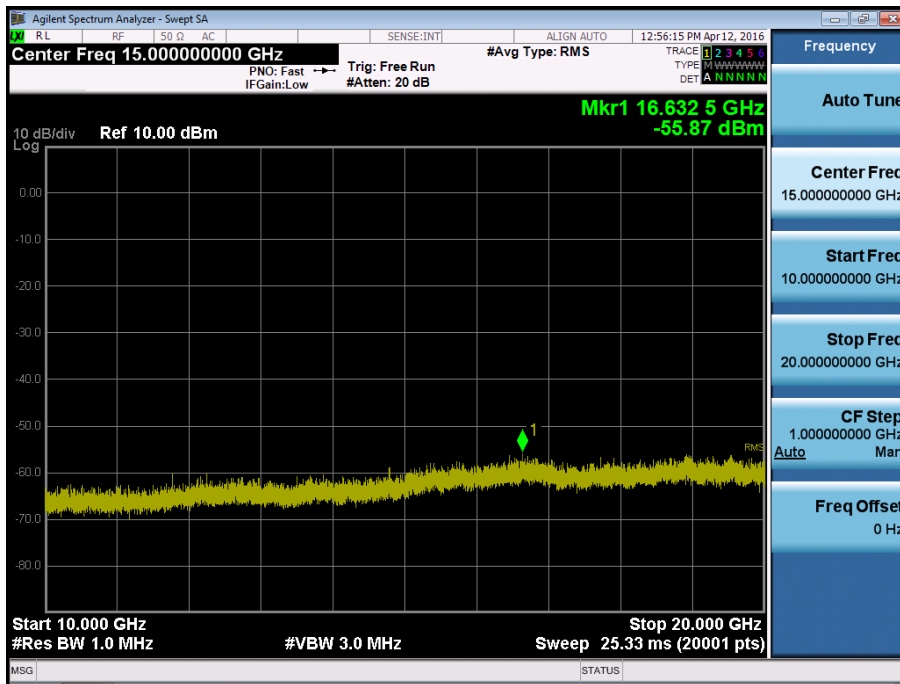 Agilent Spectrum Analyzer - Swept SA
LXI RL RF 50 Ω AC SENSE:INT ALIGN AUTO 12:56:15 PM Apr 12, 2016
Center Freq 15.000000000 GHz
PNO: Fast
IFGain:Low
Trig: Free Run
#Atten: 20 dB
#Avg Type: RMS
TRACE 1 2 3 4 5 6
TYPE M WWWWW
DET A N N N N N
Frequency
Mkr1 16.632 5 GHz
-55.87 dBm
10 dB/div Ref 10.00 dBm
Log
0.00
-10.0
-20.0
-30.0
-40.0
-50.0
-60.0
-70.0
-80.0
1
RMS
Start 10.000 GHz Stop 20.000 GHz
#Res BW 1.0 MHz #VBW 3.0 MHz Sweep 25.33 ms (20001 pts)
Auto Tune
Center Freq
15.000000000 GHz
Start Freq
10.000000000 GHz
Stop Freq
20.000000000 GHz
CF Step
1.000000000 GHz
Auto Man
Freq Offset
0 Hz
MSG STATUS